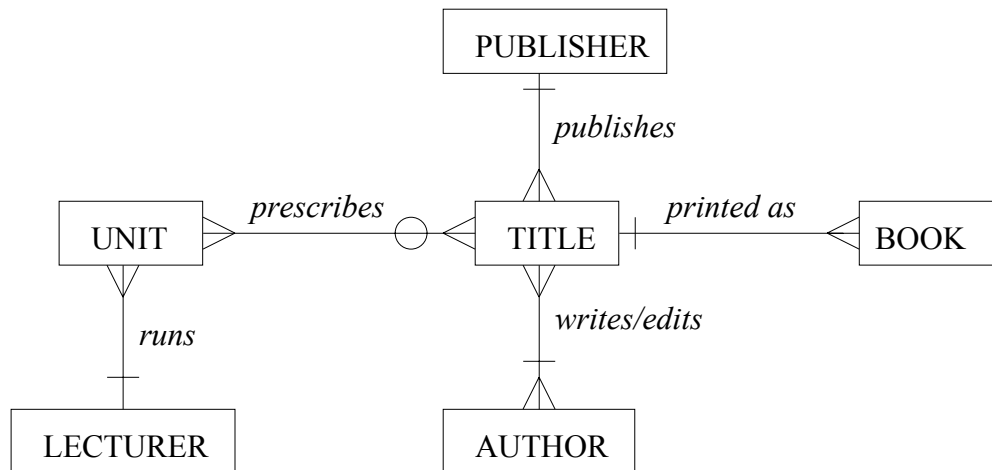 PUBLISHER
publishes
prescribes
printed as
UNIT
TITLE
BOOK
writes/edits
runs
LECTURER
AUTHOR